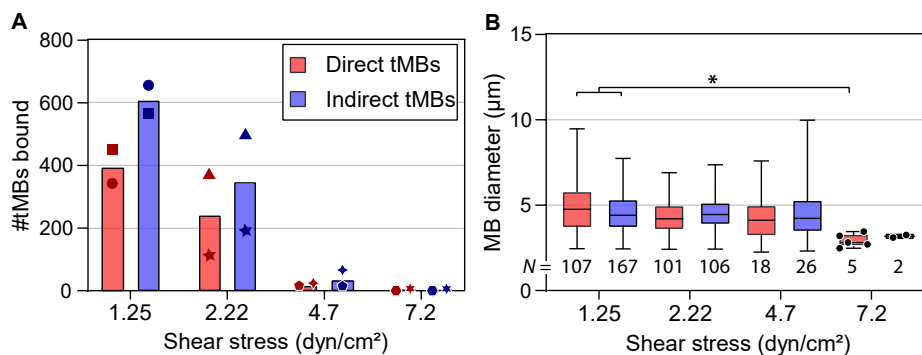 A
800
600
400
200
0
#tMBs bound
Direct tMBs
Indirect tMBs
1.25 2.22 4.7 7.2
Shear stress (dyn/cm²)
B
15
10
5
0
MB diameter (μm)
*
N = 107 167 101 106 18 26 5 2
1.25 2.22 4.7 7.2
Shear stress (dyn/cm²)